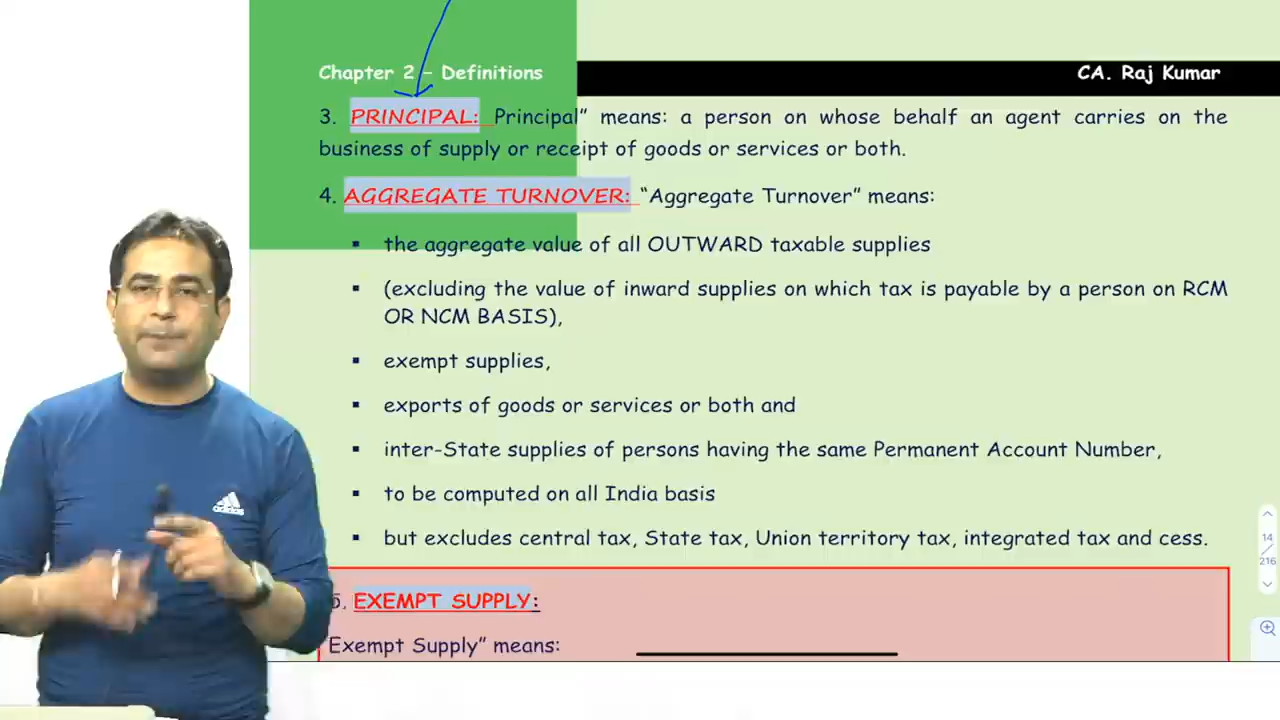 Chapter 2 – Definitions
CA. Raj Kumar
3. PRINCIPAL: Principal” means: a person on whose behalf an agent carries on the
business of supply or receipt of goods or services or both.
4. AGGREGATE TURNOVER: “Aggregate Turnover” means:
▪ the aggregate value of all OUTWARD taxable supplies
▪ (excluding the value of inward supplies on which tax is payable by a person on RCM
OR NCM BASIS),
▪ exempt supplies,
▪ exports of goods or services or both and
▪ inter-State supplies of persons having the same Permanent Account Number,
▪ to be computed on all India basis
▪ but excludes central tax, State tax, Union territory tax, integrated tax and cess.
5. EXEMPT SUPPLY:
Exempt Supply” means:
14
216
adidas